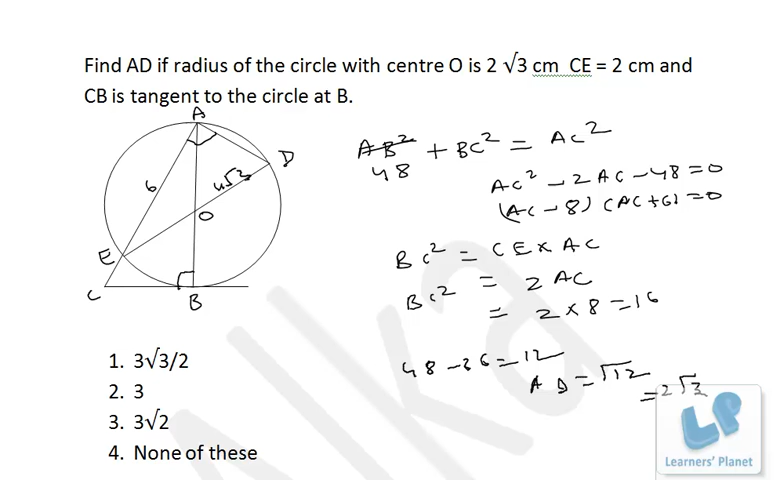 Find AD if radius of the circle with centre O is 2 √3 cm CE = 2 cm and
CB is tangent to the circle at B.
A
D
6
4√3
O
E
C
B
AB²
48 + BC² = AC²
AC² - 2AC - 48 = 0
(AC - 8) (AC + 6) = 0
BC² = CE × AC
BC² = 2 AC
= 2 × 8 = 16
48 - 36 = 12
AD = √12
= 2√3
1. 3√3/2
2. 3
3. 3√2
4. None of these
Alka
LP
Learners' Planet